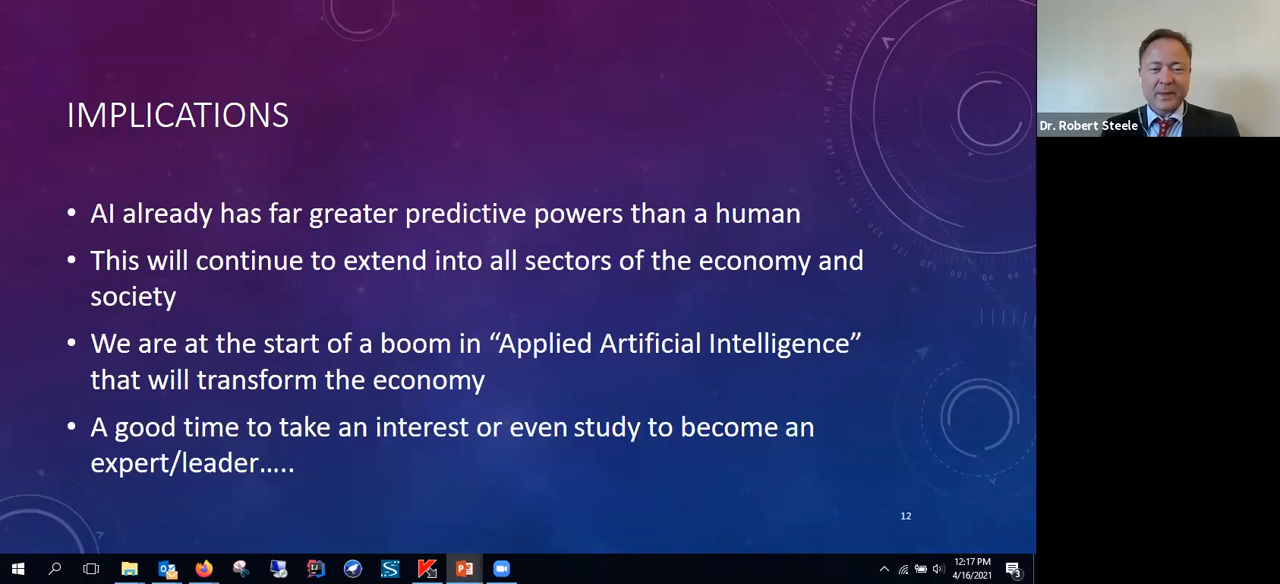 IMPLICATIONS
• AI already has far greater predictive powers than a human
• This will continue to extend into all sectors of the economy and
society
• We are at the start of a boom in “Applied Artificial Intelligence”
that will transform the economy
• A good time to take an interest or even study to become an
expert/leader…..
12
Dr. Robert Steele
12:17 PM
4/16/2021
3